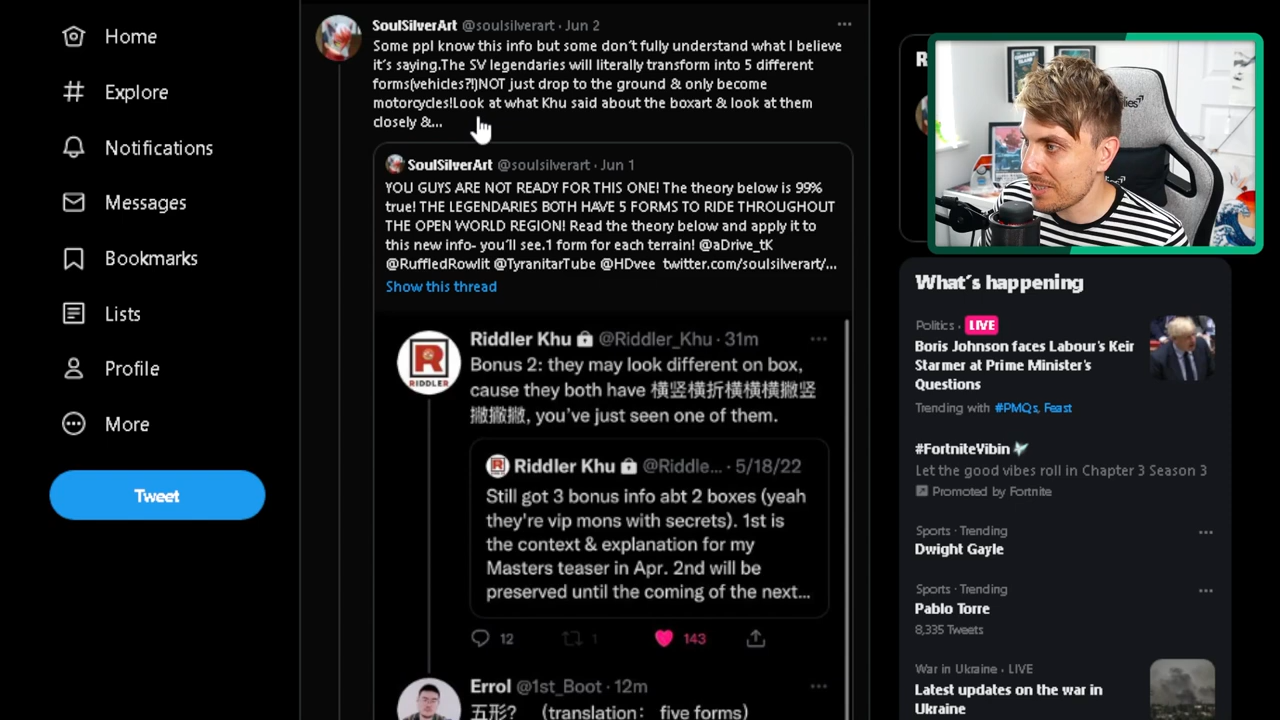 Home
Explore
Notifications
Messages
Bookmarks
Lists
Profile
More
Tweet
SoulSilverArt @soulsilverart · Jun 2
Some ppl know this info but some don't fully understand what I believe
it's saying.The SV legendaries will literally transform into 5 different
forms(vehicles?!)NOT just drop to the ground & only become
motorcycles!Look at what Khu said about the boxart & look at them
closely &...
SoulSilverArt @soulsilverart · Jun 1
YOU GUYS ARE NOT READY FOR THIS ONE! The theory below is 99%
true! THE LEGENDARIES BOTH HAVE 5 FORMS TO RIDE THROUGHOUT
THE OPEN WORLD REGION! Read the theory below and apply it to
this new info- you'll see.1 form for each terrain! @aDrive_tK
@RuffledRowlit @TyranitarTube @HDvee twitter.com/soulsilverart/...
Show this thread
RIDDLER
Riddler Khu @Riddler_Khu · 31m
Bonus 2: they may look different on box,
cause they both have 横竖横折横横横撇竖
撇撇撇, you've just seen one of them.
Riddler Khu @Riddle... · 5/18/22
Still got 3 bonus info abt 2 boxes (yeah
they're vip mons with secrets). 1st is
the context & explanation for my
Masters teaser in Apr. 2nd will be
preserved until the coming of the next...
12
1
143
Errol @1st_Boot · 12m
五形? (translation: five forms)
R
What's happening
Politics · LIVE
Boris Johnson faces Labour's Keir
Starmer at Prime Minister's
Questions
Trending with #PMQs, Feast
#FortniteVibin
Let the good vibes roll in Chapter 3 Season 3
Promoted by Fortnite
Sports · Trending
Dwight Gayle
Sports · Trending
Pablo Torre
8,335 Tweets
War in Ukraine · LIVE
Latest updates on the war in
Ukraine